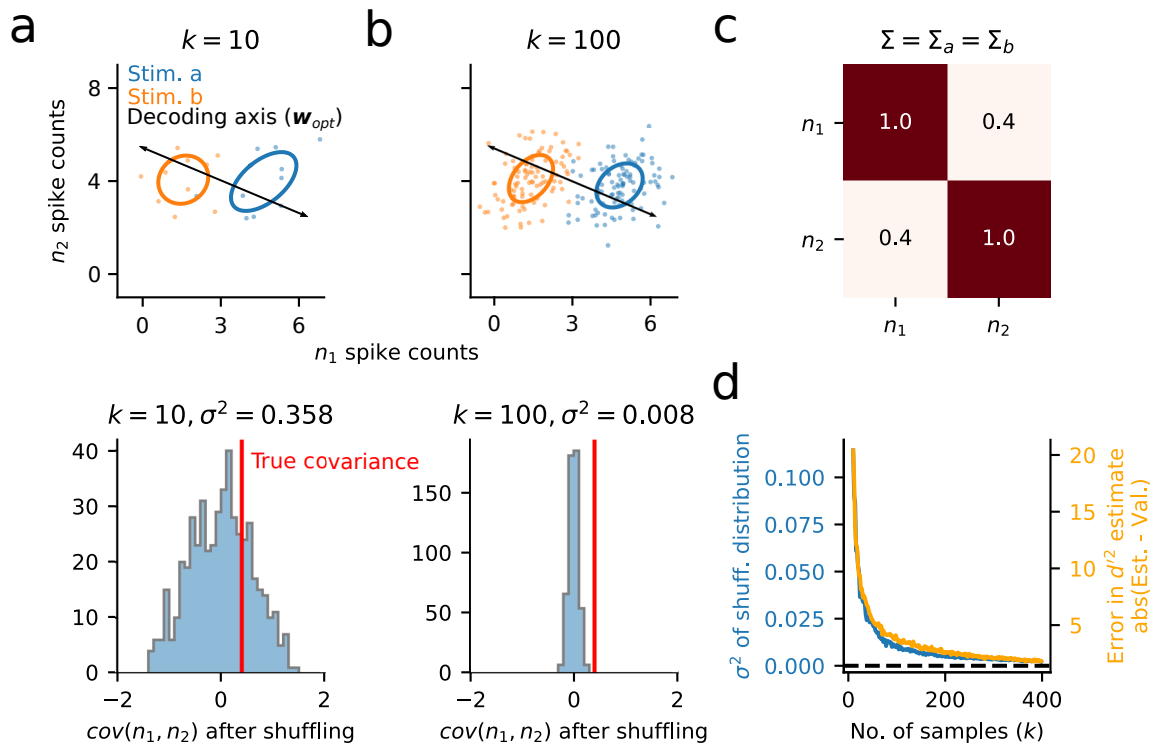 a
b
c
k = 10
k = 100
Σ = Σa = Σb
Stim. a
Stim. b
Decoding axis (w_opt)
8
4
0
n₂ spike counts
0
3
6
0
3
6
n₁ spike counts
n₁
n₂
1.0
0.4
0.4
1.0
n₁
n₂
d
k = 10, σ² = 0.358
k = 100, σ² = 0.008
True covariance
40
30
20
10
0
−2
0
2
cov(n₁, n₂) after shuffling
150
100
50
0
−2
0
2
cov(n₁, n₂) after shuffling
σ² of shuff. distribution
0.100
0.075
0.050
0.025
0.000
20
15
10
5
Error in d′² estimate
abs(Est. - Val.)
0
200
400
No. of samples (k)